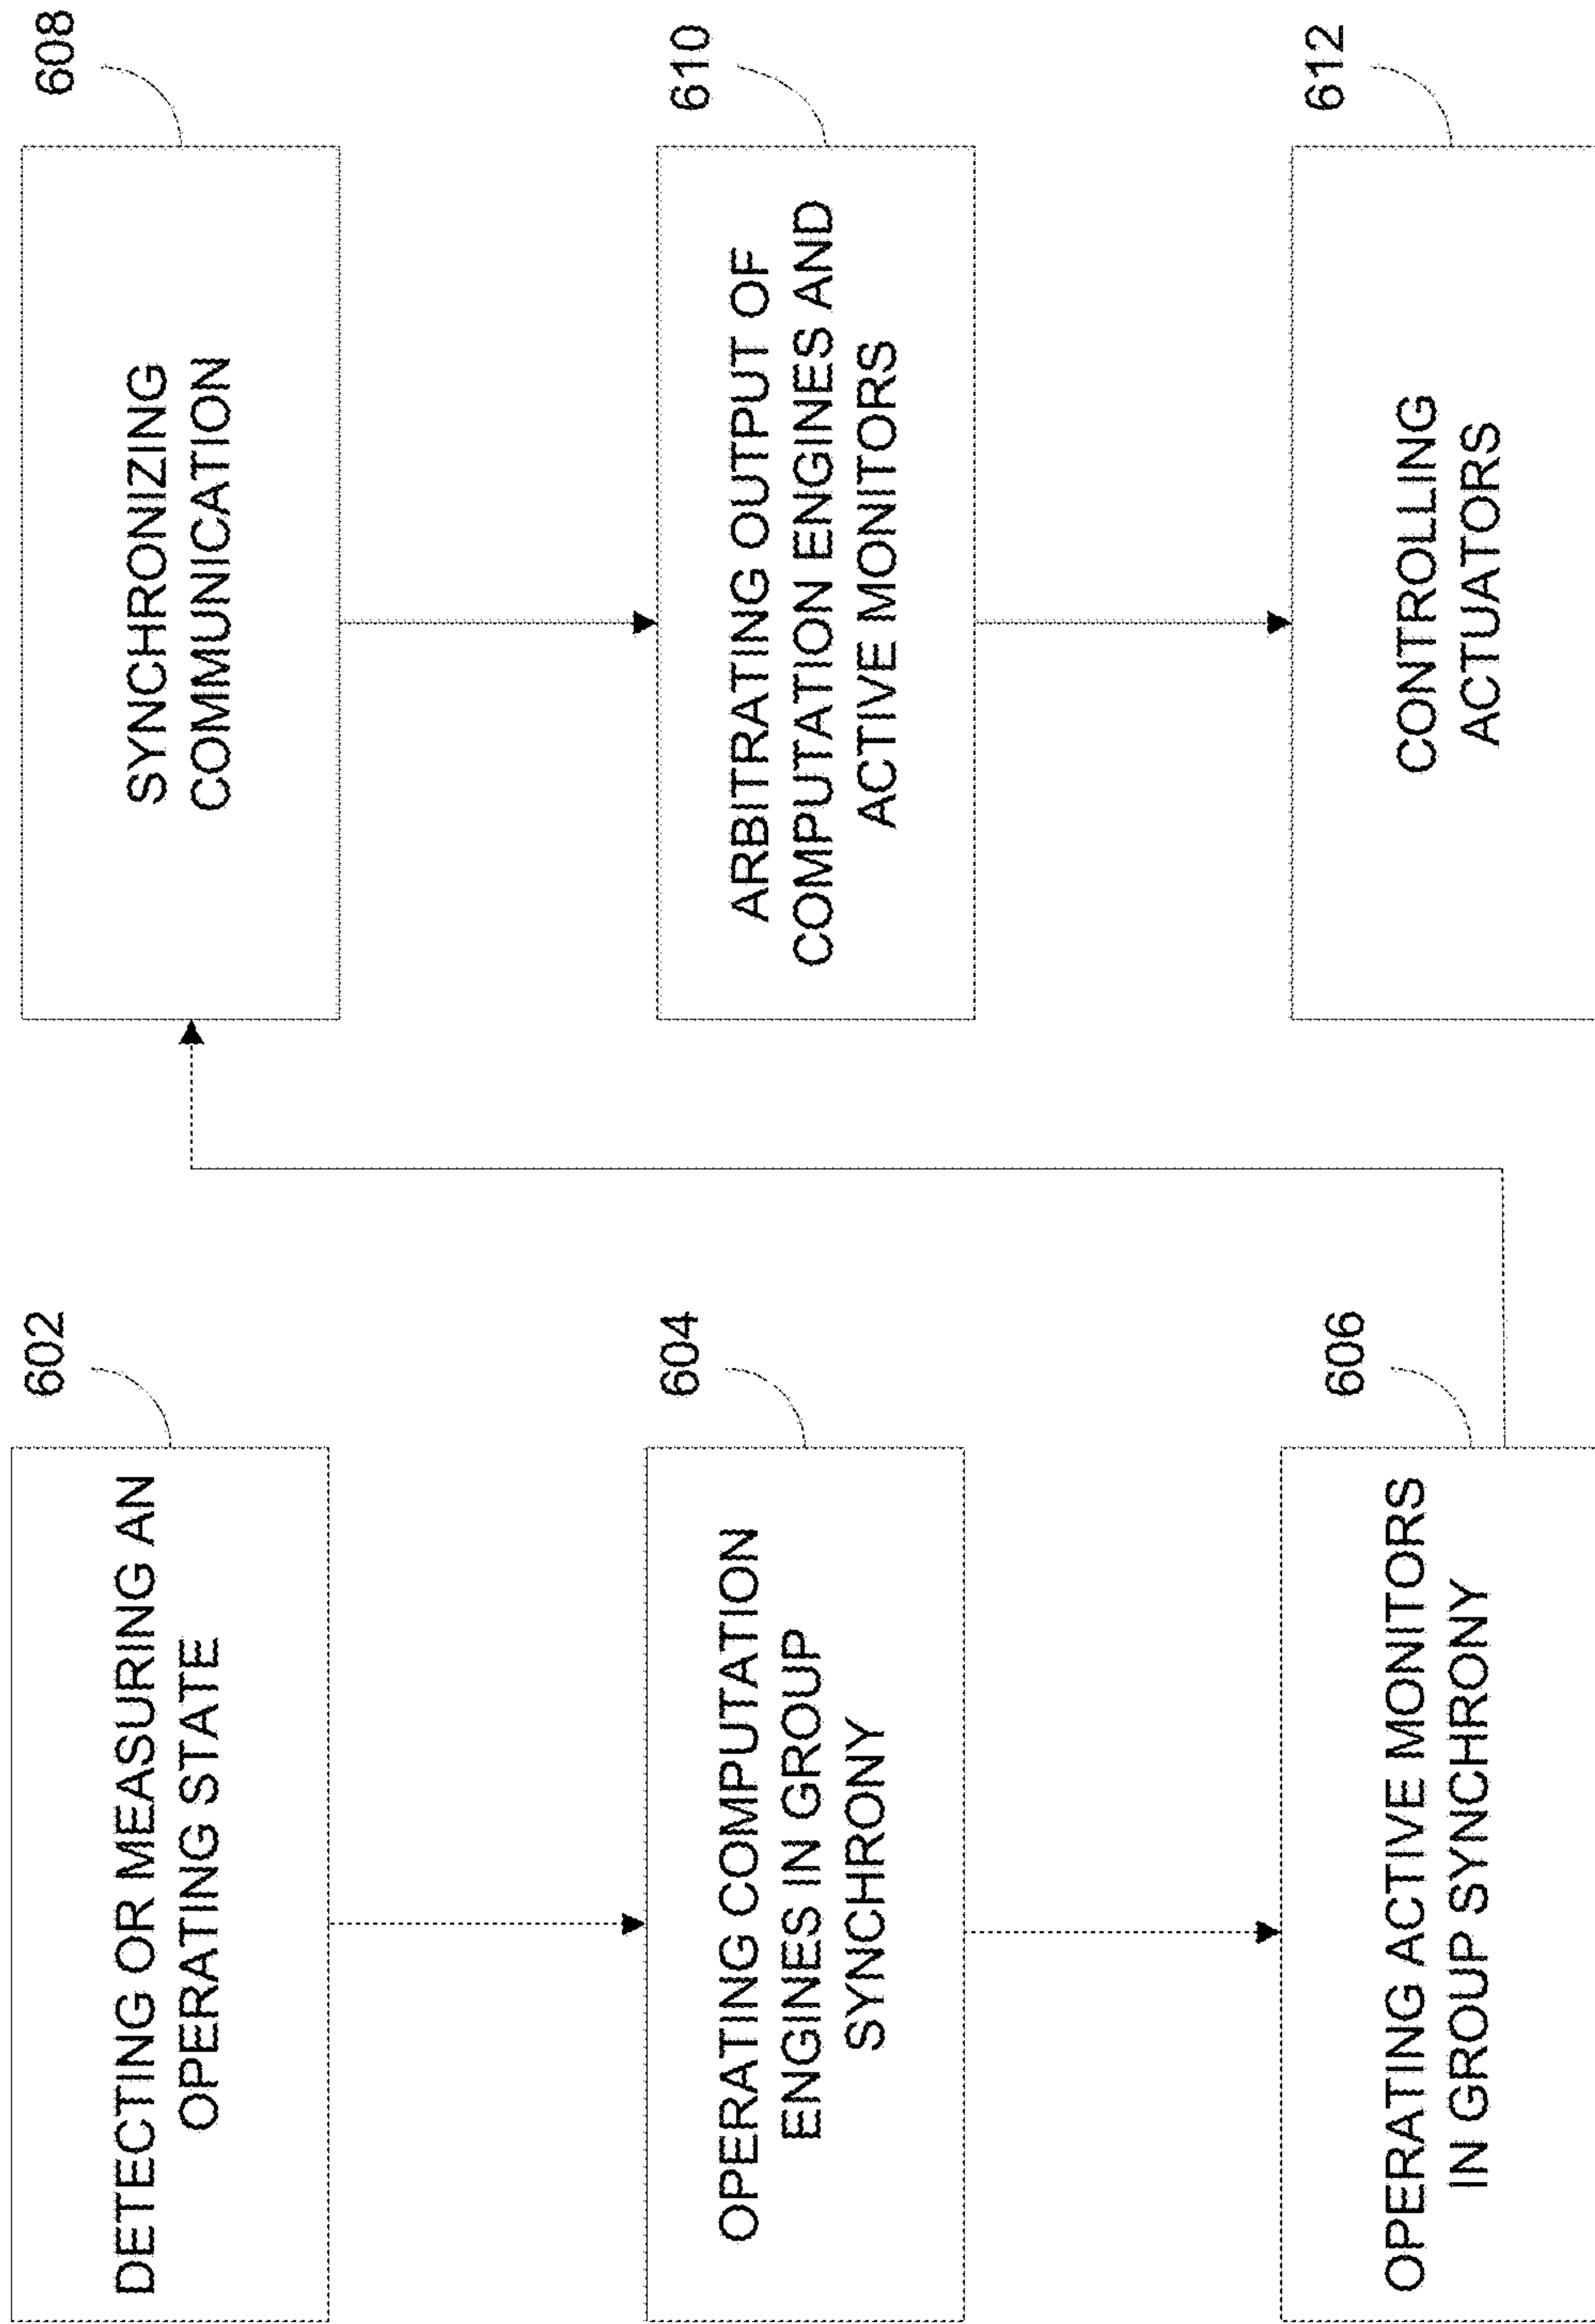 602
DETECTING OR MEASURING AN
OPERATING STATE
604
OPERATING COMPUTATION
ENGINES IN GROUP
SYNCHRONY
606
OPERATING ACTIVE MONITORS
IN GROUP SYNCHRONY
608
SYNCHRONIZING
COMMUNICATION
610
ARBITRATING OUTPUT OF
COMPUTATION ENGINES AND
ACTIVE MONITORS
612
CONTROLLING
ACTUATORS